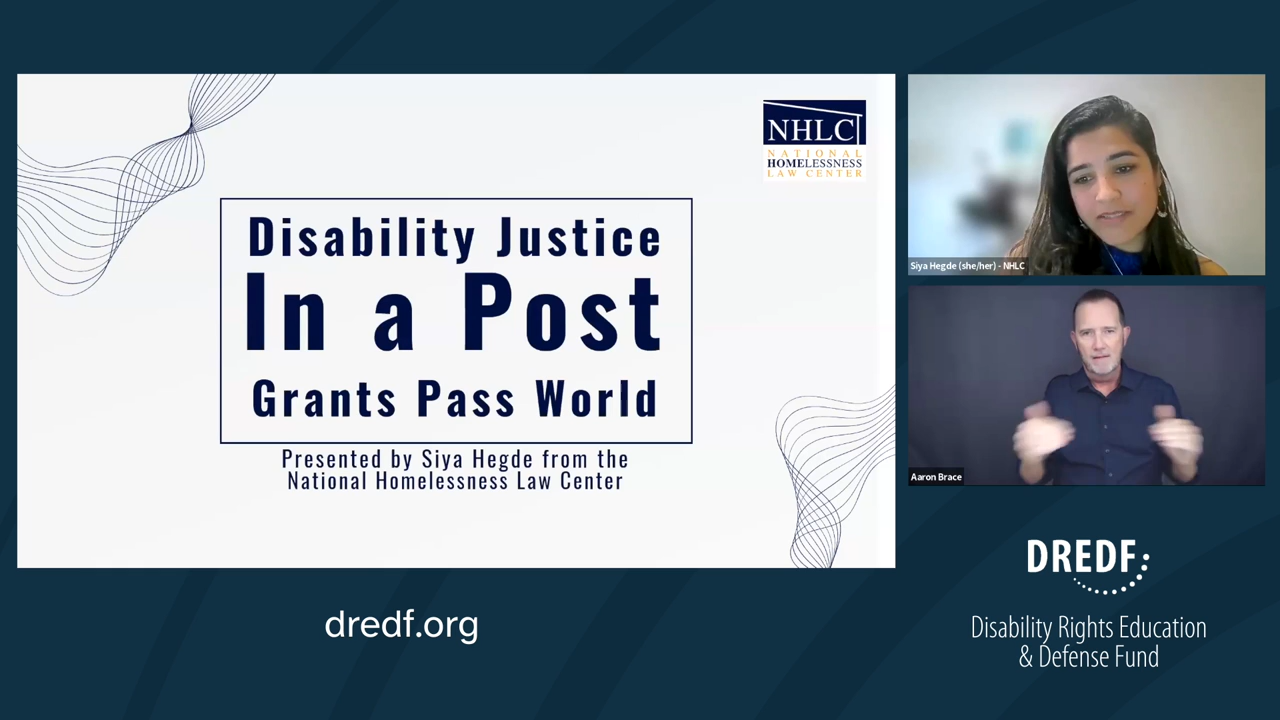 NHLC
NATIONAL
HOMELESSNESS
LAW CENTER
Disability Justice
In a Post
Grants Pass World
Presented by Siya Hegde from the
National Homelessness Law Center
Siya Hegde (she/her) - NHLC
Aaron Brace
dredf.org
DREDF
Disability Rights Education
& Defense Fund